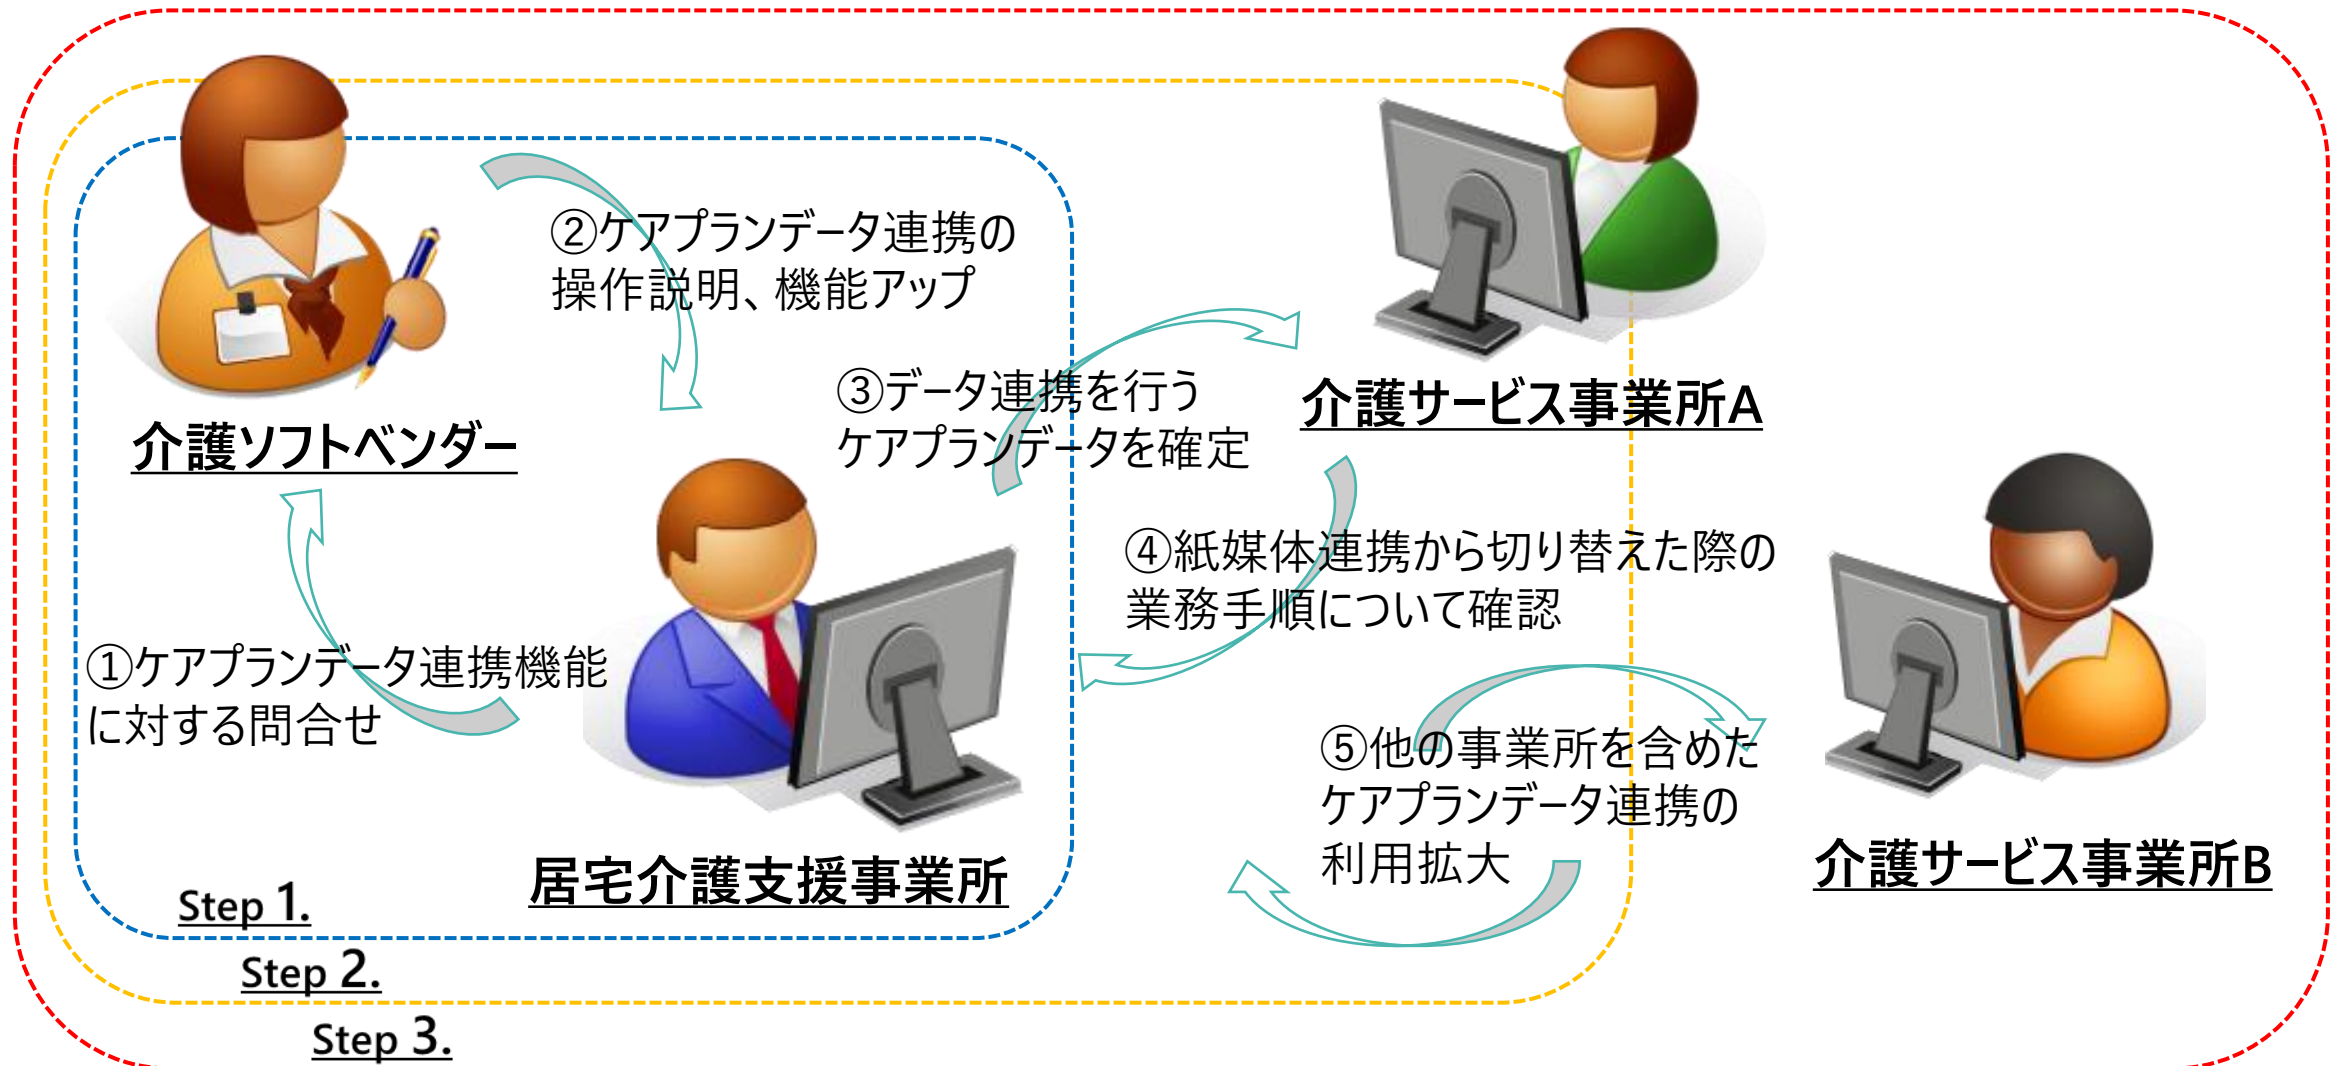 ②ケアプランデータ連携の
操作説明、機能アップ
③データ連携を行う
ケアプランデータを確定
介護サービス事業所A
介護ソフトベンダー
④紙媒体連携から切り替えた際の
業務手順について確認
①ケアプランデータ連携機能
に対する問合せ
⑤他の事業所を含めた
ケアプランデータ連携の
利用拡大
居宅介護支援事業所
介護サービス事業所B
Step 1.
Step 2.
Step 3.